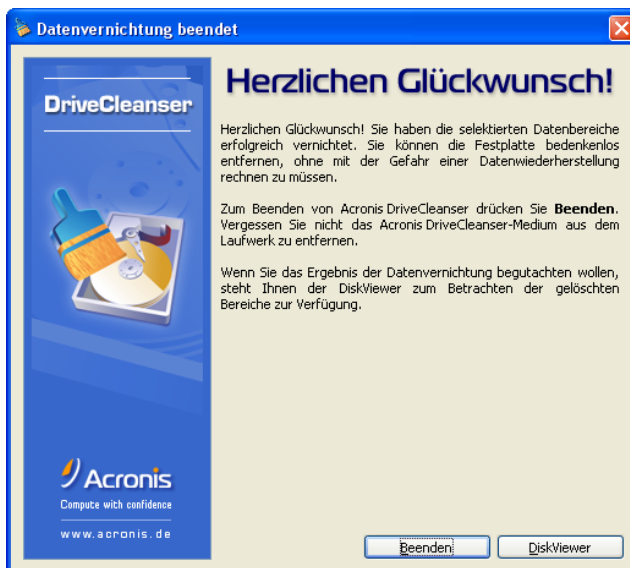 Datenvernichtung beendet
DriveCleanser
Herzlichen Glückwunsch!
Herzlichen Glückwunsch! Sie haben die selektierten Datenbereiche
erfolgreich vernichtet. Sie können die Festplatte bedenkenlos
entfernen, ohne mit der Gefahr einer Datenwiederherstellung
rechnen zu müssen.
Zum Beenden von Acronis DriveCleanser drücken Sie Beenden.
Vergessen Sie nicht das Acronis DriveCleanser-Medium aus dem
Laufwerk zu entfernen.
Wenn Sie das Ergebnis der Datenvernichtung begutachten wollen,
steht Ihnen der DiskViewer zum Betrachten der gelöschten
Bereiche zur Verfügung.
Acronis
Compute with confidence
www.acronis.de
Beenden
DiskViewer